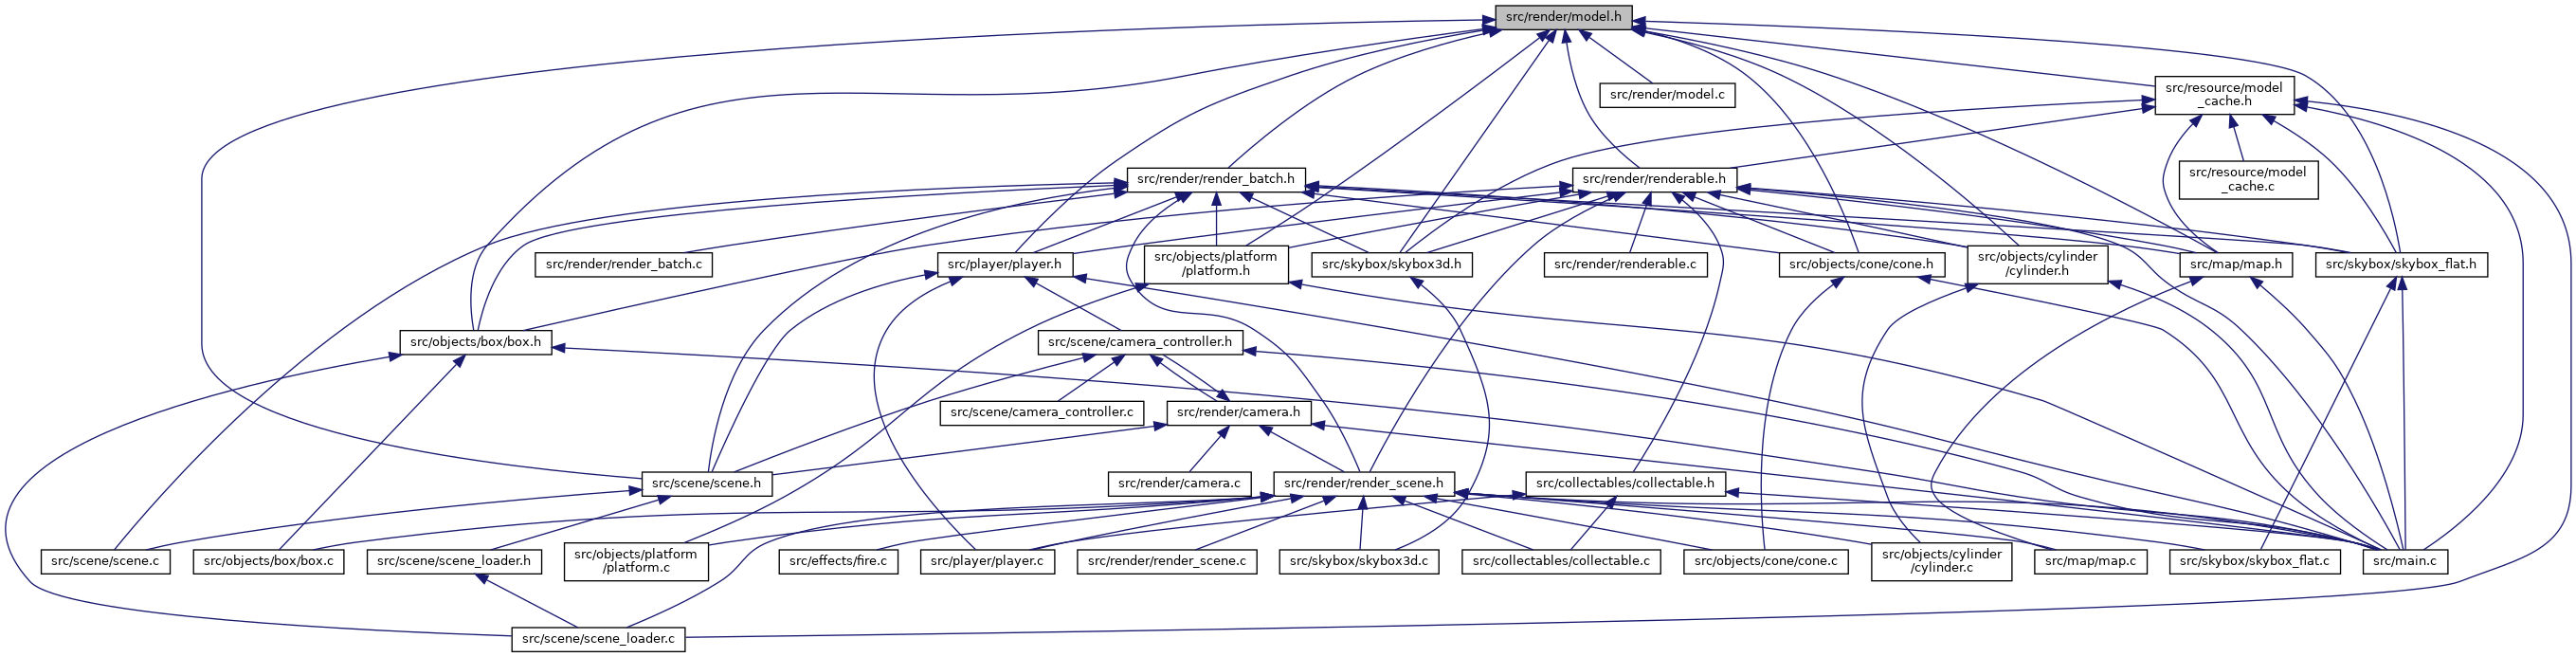 src/render/model.h
src/render/model.c
src/resource/model
_cache.h
src/render/render_batch.h
src/render/renderable.h
src/resource/model
_cache.c
src/render/render_batch.c
src/player/player.h
src/objects/platform
/platform.h
src/skybox/skybox3d.h
src/render/renderable.c
src/objects/cone/cone.h
src/objects/cylinder
/cylinder.h
src/map/map.h
src/skybox/skybox_flat.h
src/objects/box/box.h
src/scene/camera_controller.h
src/scene/camera_controller.c
src/render/camera.h
src/scene/scene.h
src/render/camera.c
src/render/render_scene.h
src/collectables/collectable.h
src/scene/scene.c
src/objects/box/box.c
src/scene/scene_loader.h
src/objects/platform
/platform.c
src/effects/fire.c
src/player/player.c
src/render/render_scene.c
src/skybox/skybox3d.c
src/collectables/collectable.c
src/objects/cone/cone.c
src/objects/cylinder
/cylinder.c
src/map/map.c
src/skybox/skybox_flat.c
src/main.c
src/scene/scene_loader.c